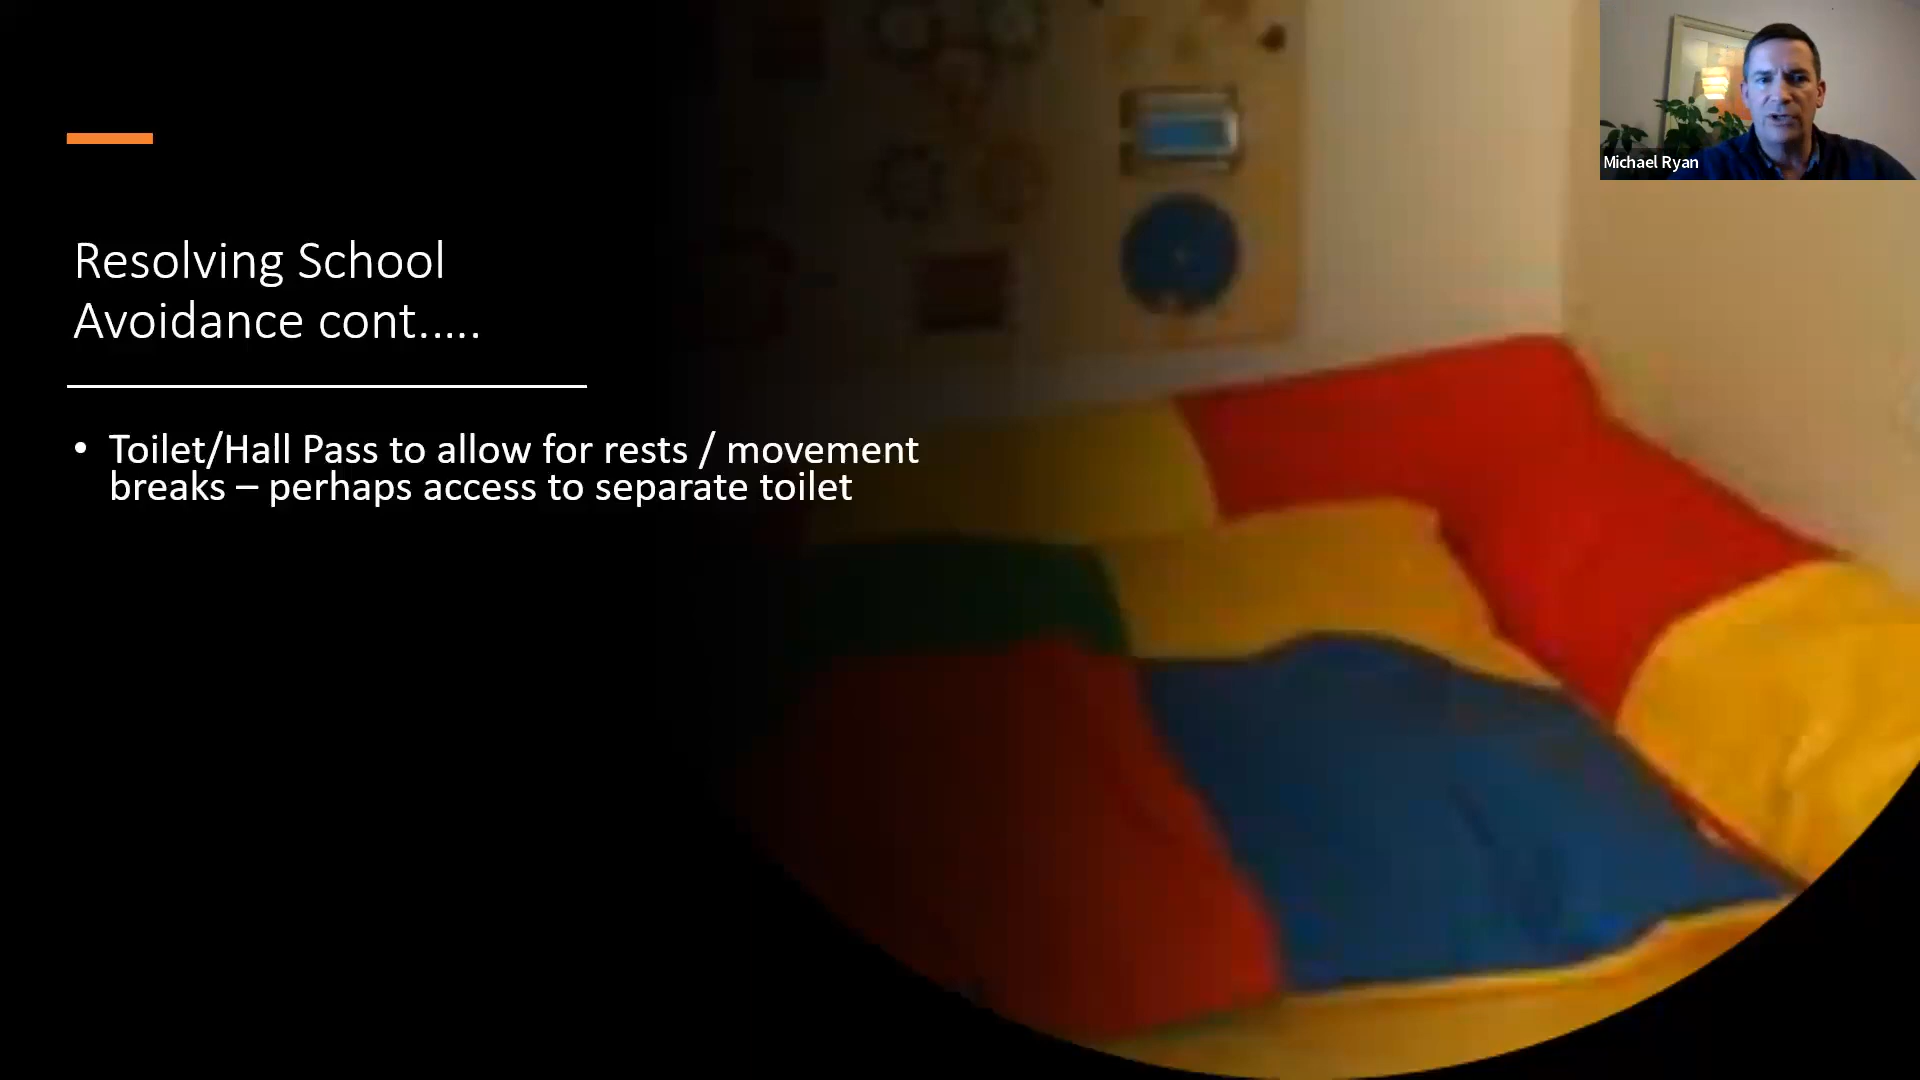 Michael Ryan
Resolving School
Avoidance cont.....
• Toilet/Hall Pass to allow for rests / movement
breaks – perhaps access to separate toilet